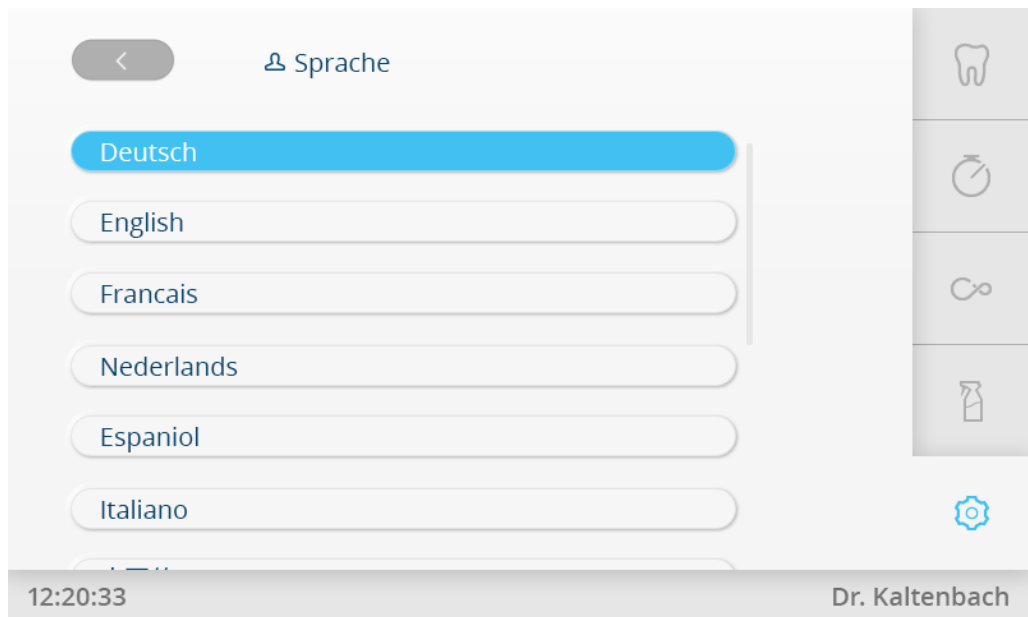 Sprache
Deutsch
English
Francais
Nederlands
Espaniol
Italiano
12:20:33
Dr. Kaltenbach